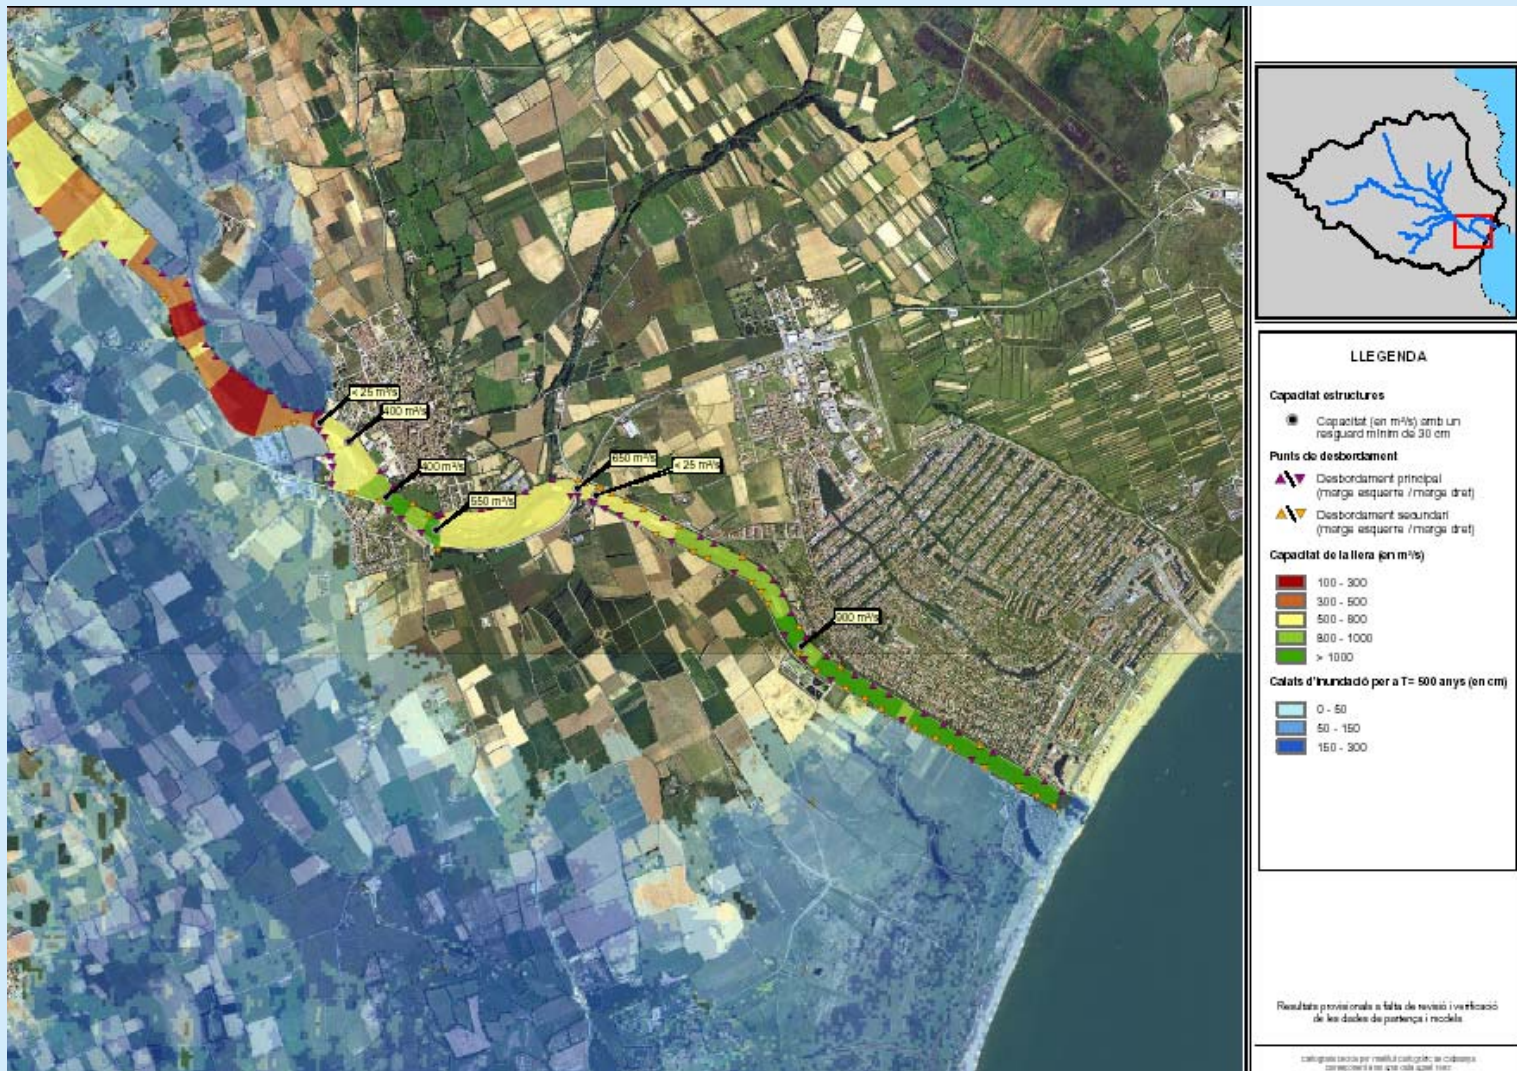 < 25 m³/s
400 m³/s
400 m³/s
650 m³/s
650 m³/s
< 25 m³/s
900 m³/s
LLEGENDA
Capacitat estructures
Capacitat (en m³/s) amb un
resguard mínim de 30 cm
Punts de desbordament
Desbordament principal
(marge esquerre / marge dret)
Desbordament secundari
(marge esquerre / marge dret)
Capacitat de la llera (en m³/s)
100 - 300
300 - 500
500 - 800
800 - 1000
> 1000
Calats d'inundació per a T= 500 anys (en cm)
0 - 50
50 - 150
150 - 300
Resultats provisionals a falta de revisió i verificació
de les dades de partença i models